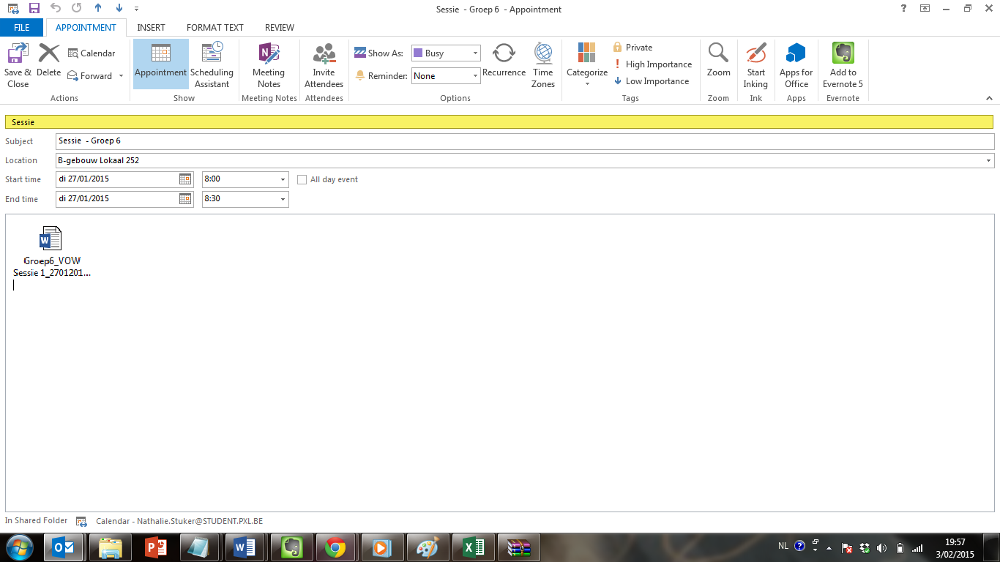 Sessie  - Groep 6  - Appointment
?
FILE APPOINTMENT INSERT FORMAT TEXT REVIEW
Save & Close
Delete
Calendar
Forward
Actions
Appointment
Scheduling Assistant
Show
Meeting Notes
Meeting Notes
Invite Attendees
Attendees
Show As: Busy
Reminder: None
Recurrence
Time Zones
Options
Categorize
Private
High Importance
Low Importance
Tags
Zoom
Zoom
Start Inking
Ink
Apps for Office
Apps
Add to Evernote 5
Evernote
Sessie
Subject Sessie  - Groep 6
Location B-gebouw Lokaal 252
Start time di 27/01/2015 8:00 All day event
End time di 27/01/2015 8:30
Groep6_VOW
Sessie 1_2701201...
In Shared Folder Calendar - Nathalie.Stuker@STUDENT.PXL.BE
NL ? 19:57
3/02/2015